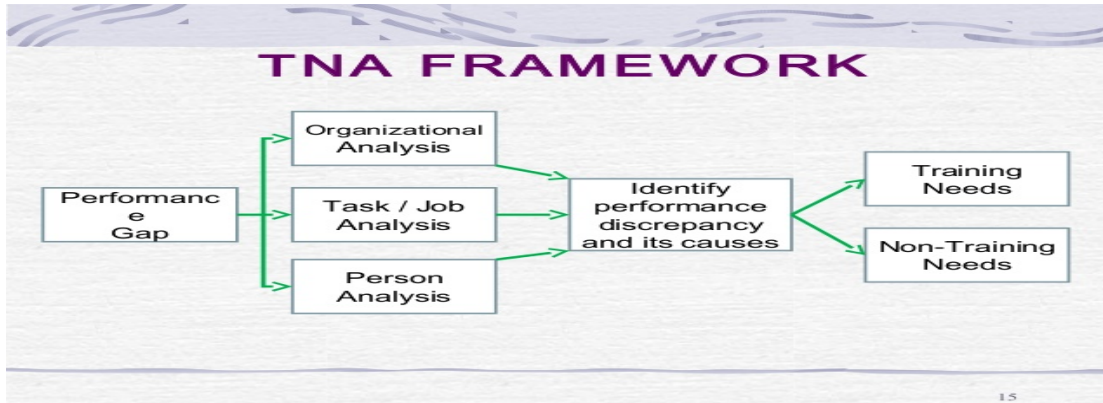 TNA FRAMEWORK
Performanc
e
Gap
Organizational
Analysis
Task / Job
Analysis
Person
Analysis
Identify
performance
discrepancy
and its causes
Training
Needs
Non-Training
Needs
15